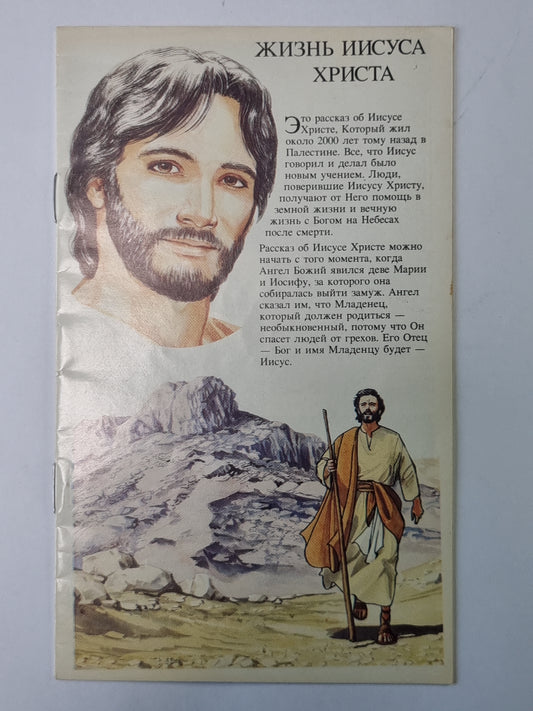 ЖИЗНЬ ИИСУСА
ХРИСТА
Это рассказ об Иисусе
Христе, Который жил
около 2000 лет тому назад в
Палестине. Все, что Иисус
говорил и делал было
новым учением. Люди,
поверившие Иисусу Христу,
получают от Него помощь в
земной жизни и вечную
жизнь с Богом на Небесах
после смерти.
Рассказ об Иисусе Христе можно
начать с того момента, когда
Ангел Божий явился деве Марии
и Иосифу, за которого она
собиралась выйти замуж. Ангел
сказал им, что Младенец,
который должен родиться —
необыкновенный, потому что Он
спасет людей от грехов. Его Отец
— Бог и имя Младенцу будет —
Иисус.